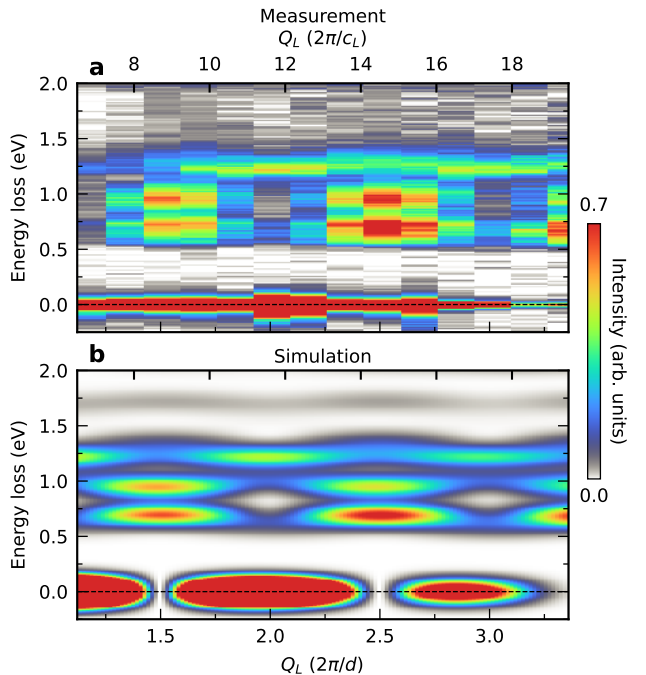 Measurement
Q_L (2π/c_L)
8 10 12 14 16 18
a
2.0
1.5
1.0
0.5
0.0
Energy loss (eV)
0.7
Intensity (arb. units)
0.0
b
Simulation
2.0
1.5
1.0
0.5
0.0
Energy loss (eV)
1.5 2.0 2.5 3.0
Q_L (2π/d)